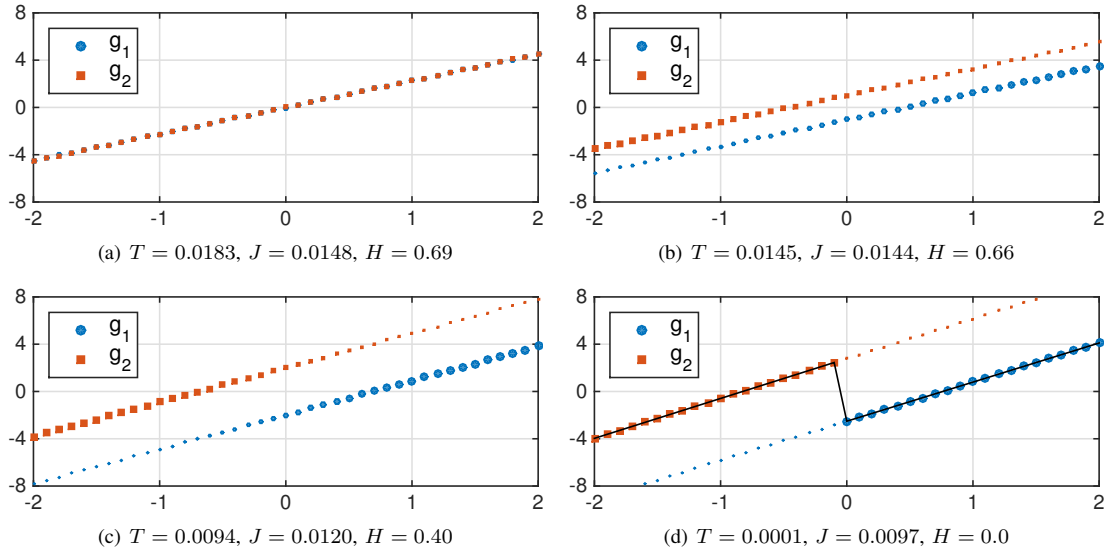 8
4
0
-4
-8
-2 -1 0 1 2
g1
g2
(a) T = 0.0183, J = 0.0148, H = 0.69
8
4
0
-4
-8
-2 -1 0 1 2
g1
g2
(b) T = 0.0145, J = 0.0144, H = 0.66
8
4
0
-4
-8
-2 -1 0 1 2
g1
g2
(c) T = 0.0094, J = 0.0120, H = 0.40
8
4
0
-4
-8
-2 -1 0 1 2
g1
g2
(d) T = 0.0001, J = 0.0097, H = 0.0